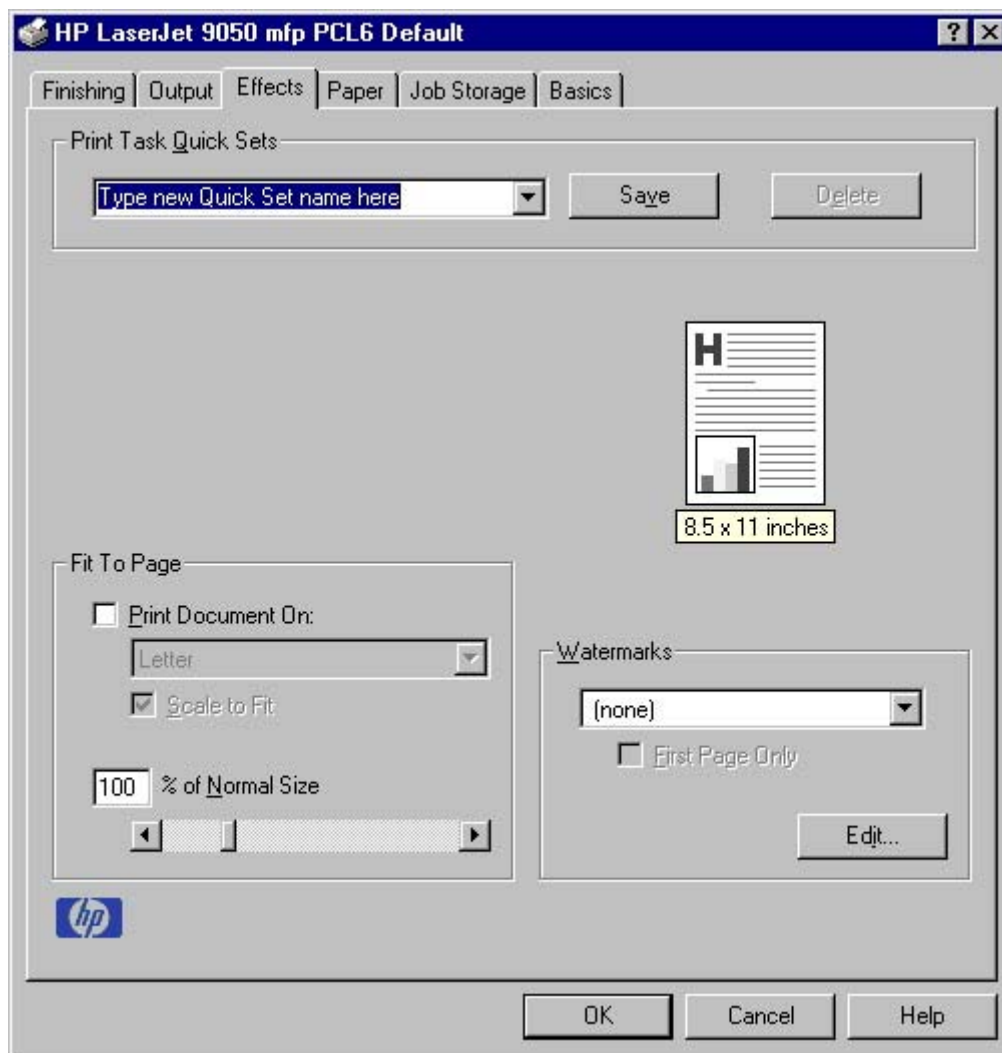 HP LaserJet 9050 mfp PCL6 Default
Finishing Output Effects Paper Job Storage Basics
Print Task Quick Sets
Type new Quick Set name here Save Delete
H
8.5 x 11 inches
Fit To Page
Print Document On:
Letter
Scale to Fit
100 % of Normal Size
Watermarks
(none)
First Page Only
Edit...
hp
OK Cancel Help